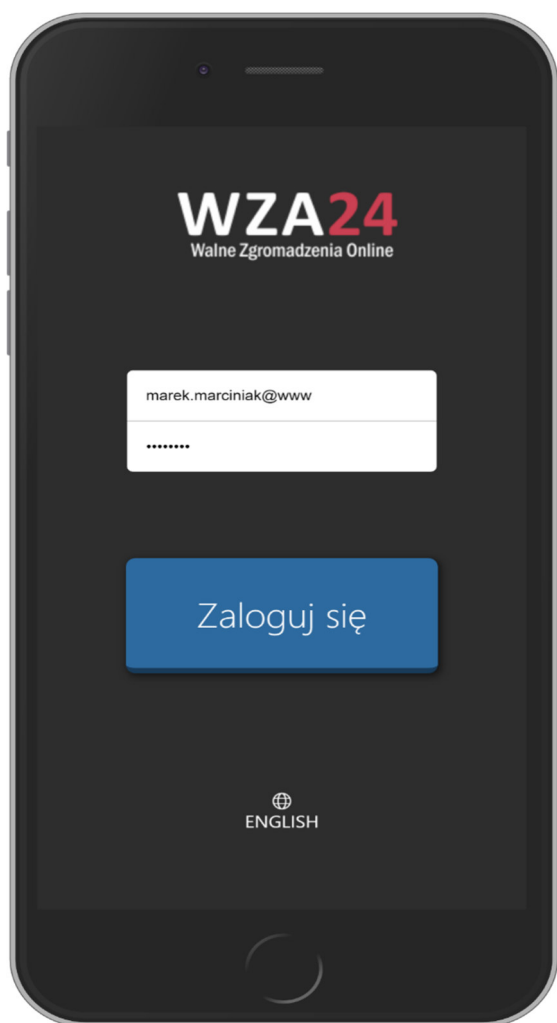 WZA24
Walne Zgromadzenia Online
marek.marciniak@www
••••••••
Zaloguj się
ENGLISH